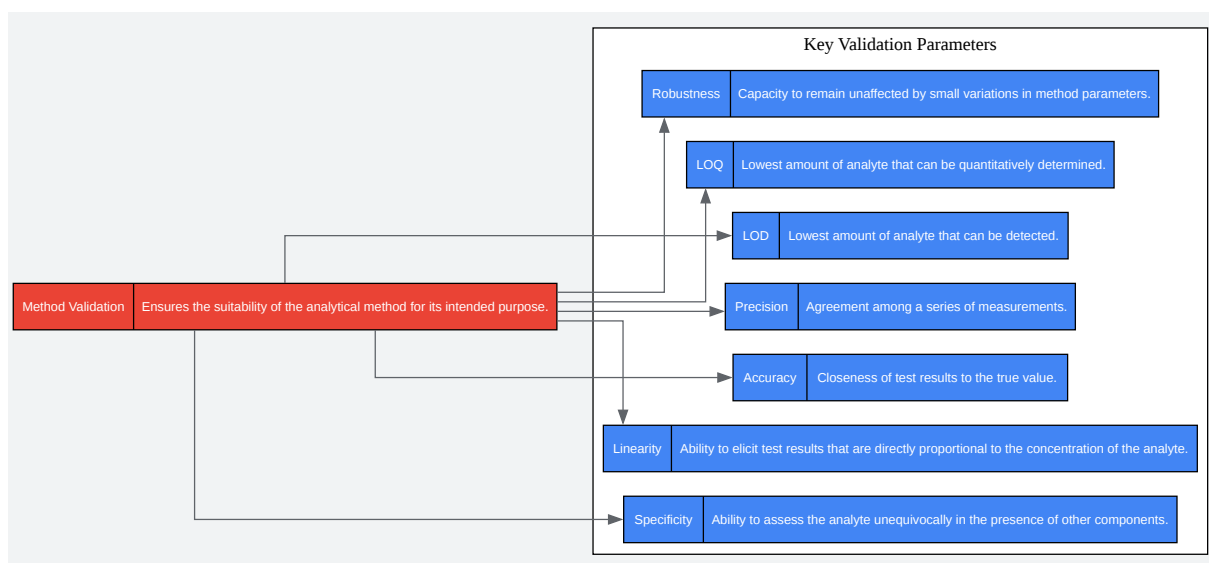 Key Validation Parameters
Robustness Capacity to remain unaffected by small variations in method parameters.
LOQ Lowest amount of analyte that can be quantitatively determined.
LOD Lowest amount of analyte that can be detected.
Method Validation Ensures the suitability of the analytical method for its intended purpose.
Precision Agreement among a series of measurements.
Accuracy Closeness of test results to the true value.
Linearity Ability to elicit test results that are directly proportional to the concentration of the analyte.
Specificity Ability to assess the analyte unequivocally in the presence of other components.